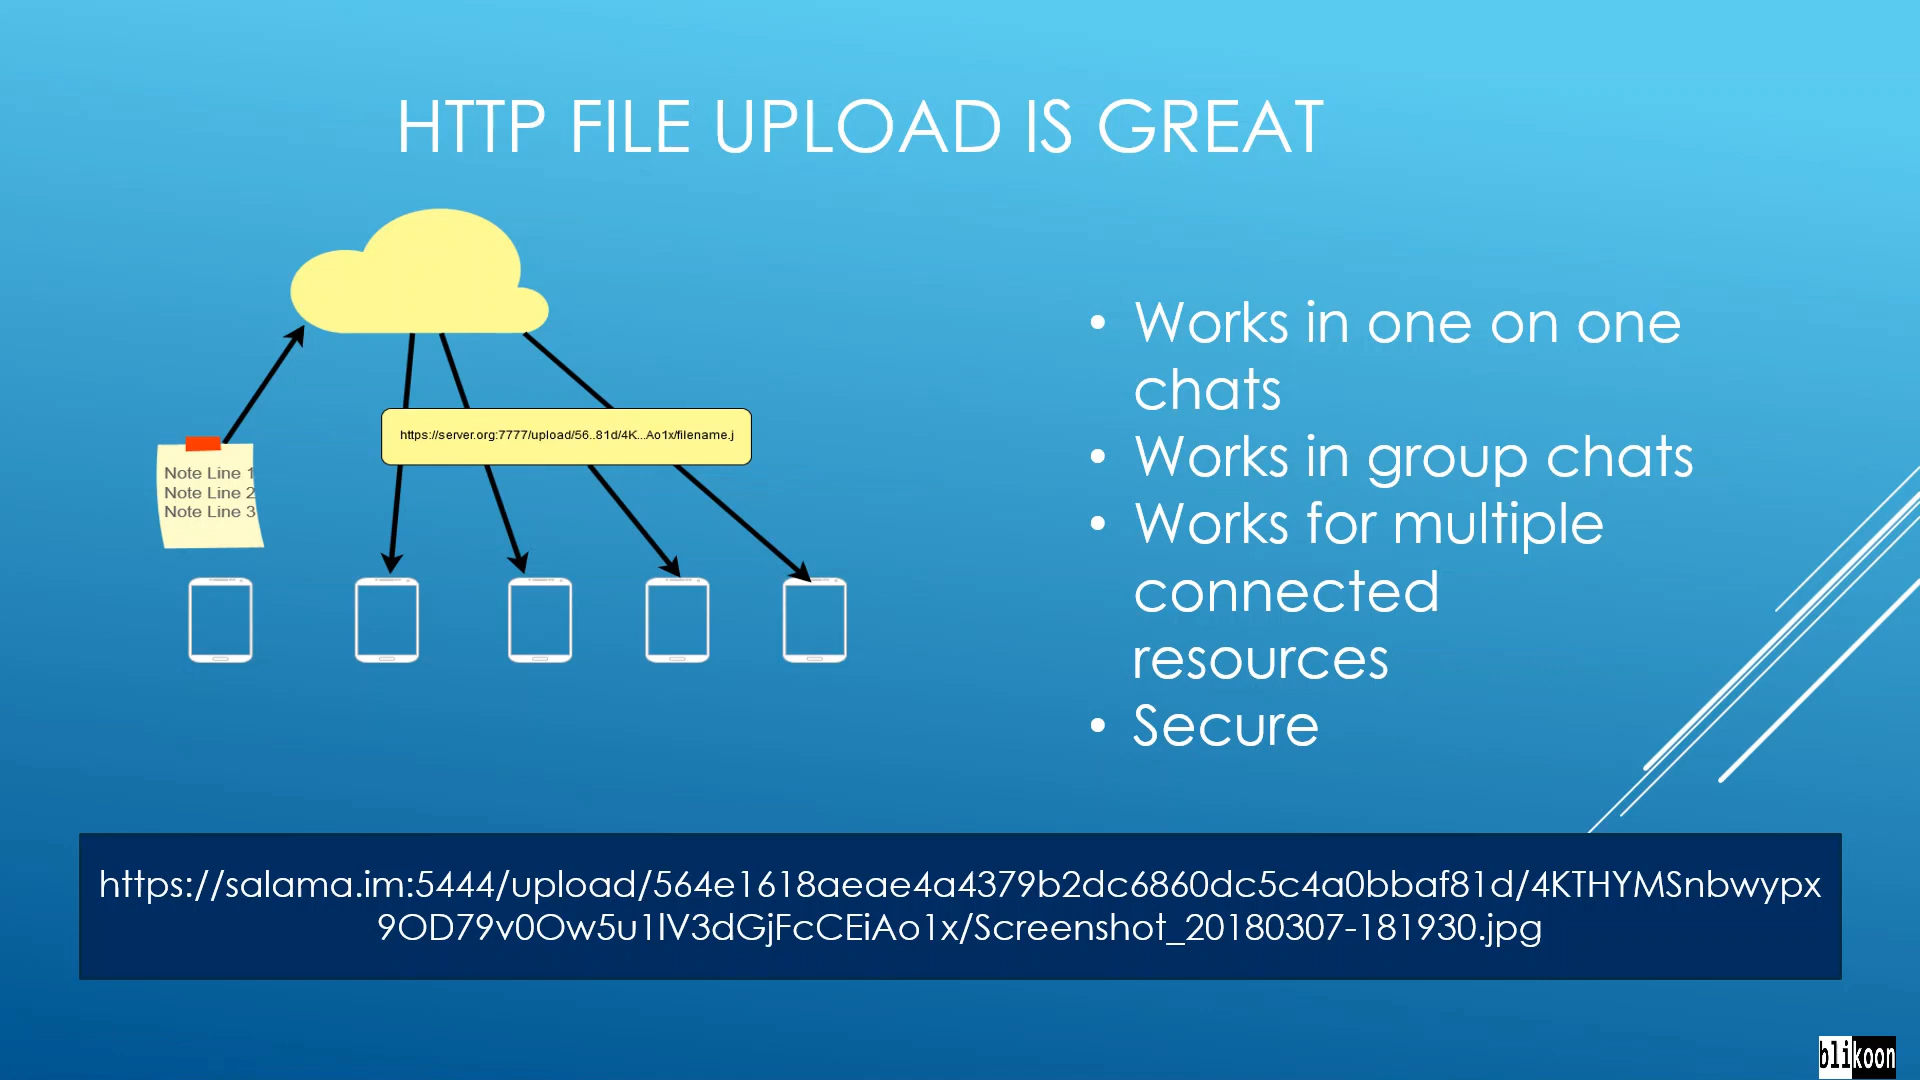 HTTP FILE UPLOAD IS GREAT
https://server.org:7777/upload/56..81d/4K...Ao1x/filename.j
Note Line 1
Note Line 2
Note Line 3
• Works in one on one
chats
• Works in group chats
• Works for multiple
connected
resources
• Secure
https://salama.im:5444/upload/564e1618aeae4a4379b2dc6860dc5c4a0bbaf81d/4KTHYMSnbwypx
9OD79v0Ow5u1lV3dGjFcCEiAo1x/Screenshot_20180307-181930.jpg
blikoon